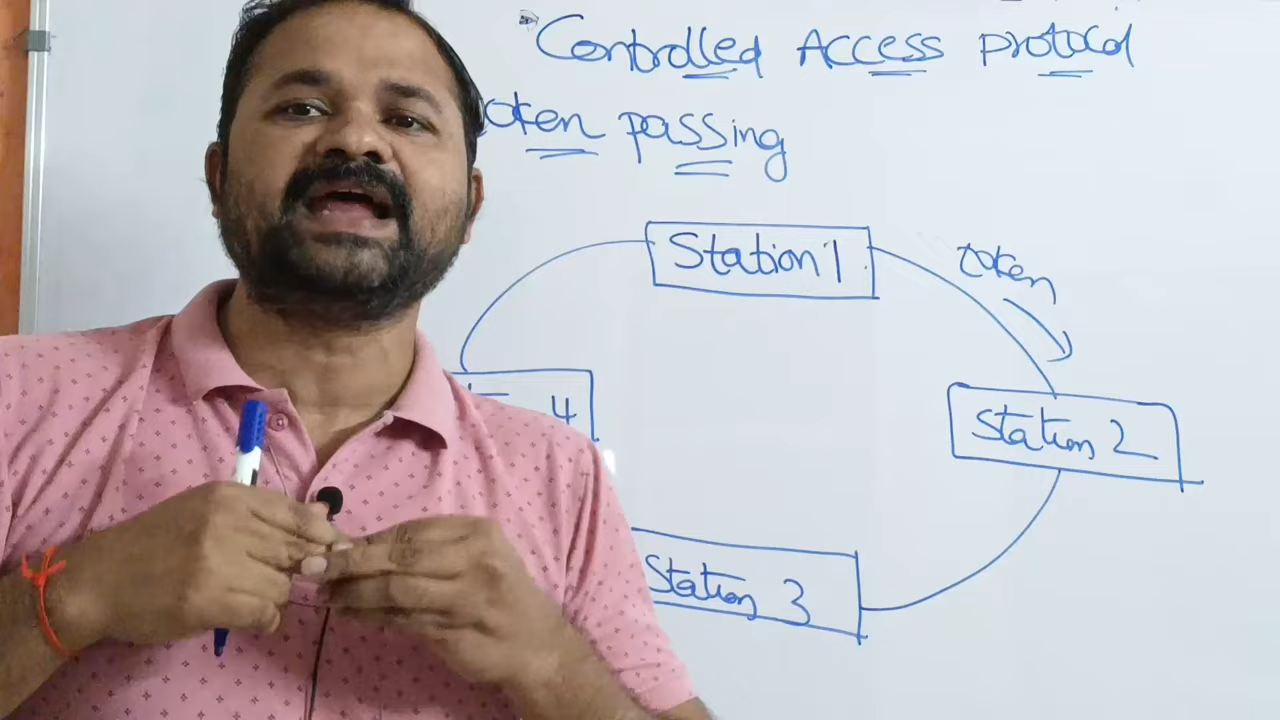 Controlled Access protocol
oken passing
Station 1
token
4
Station 2
Station 3